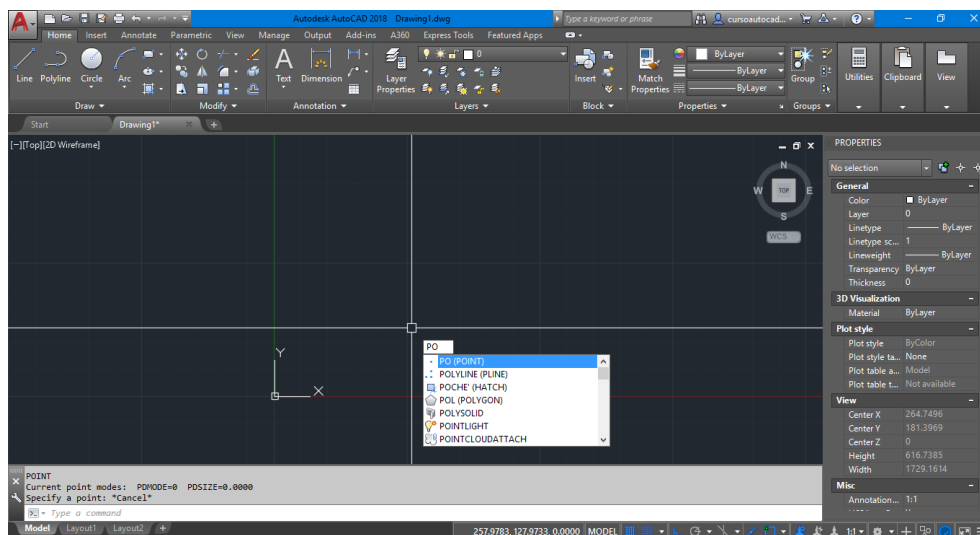 Autodesk AutoCAD 2018 Drawing1.dwg Type a keyword or phrase cursoautocad...
Home Insert Annotate Parametric View Manage Output Add-ins A360 Express Tools Featured Apps
0 ByLayer
ByLayer
Line Polyline Circle Arc Text Dimension Layer Properties Insert Match Properties ByLayer Group Utilities Clipboard View
Draw Modify Annotation Layers Block Properties Groups
Start Drawing1* +
[−][Top][2D Wireframe]
N
W TOP E
S
WCS
Y
X
PO
PO (POINT)
POLYLINE (PLINE)
POCHE' (HATCH)
POL (POLYGON)
POLYSOLID
POINTLIGHT
POINTCLOUDATTACH
PROPERTIES
No selection
General
Color ByLayer
Layer 0
Linetype ByLayer
Linetype sc... 1
Lineweight ByLayer
Transparency ByLayer
Thickness 0
3D Visualization
Material ByLayer
Plot style
Plot style ByColor
Plot style ta... None
Plot table a... Model
Plot table t... Not available
View
Center X 264.7496
Center Y 181.3969
Center Z 0
Height 616.7385
Width 1729.1614
Misc
Annotation... 1:1
POINT
Current point modes: PDMODE=0 PDSIZE=0.0000
Specify a point: *Cancel*
Type a command
Model Layout1 Layout2 +
257.9783, 127.9733, 0.0000 MODEL 1:1